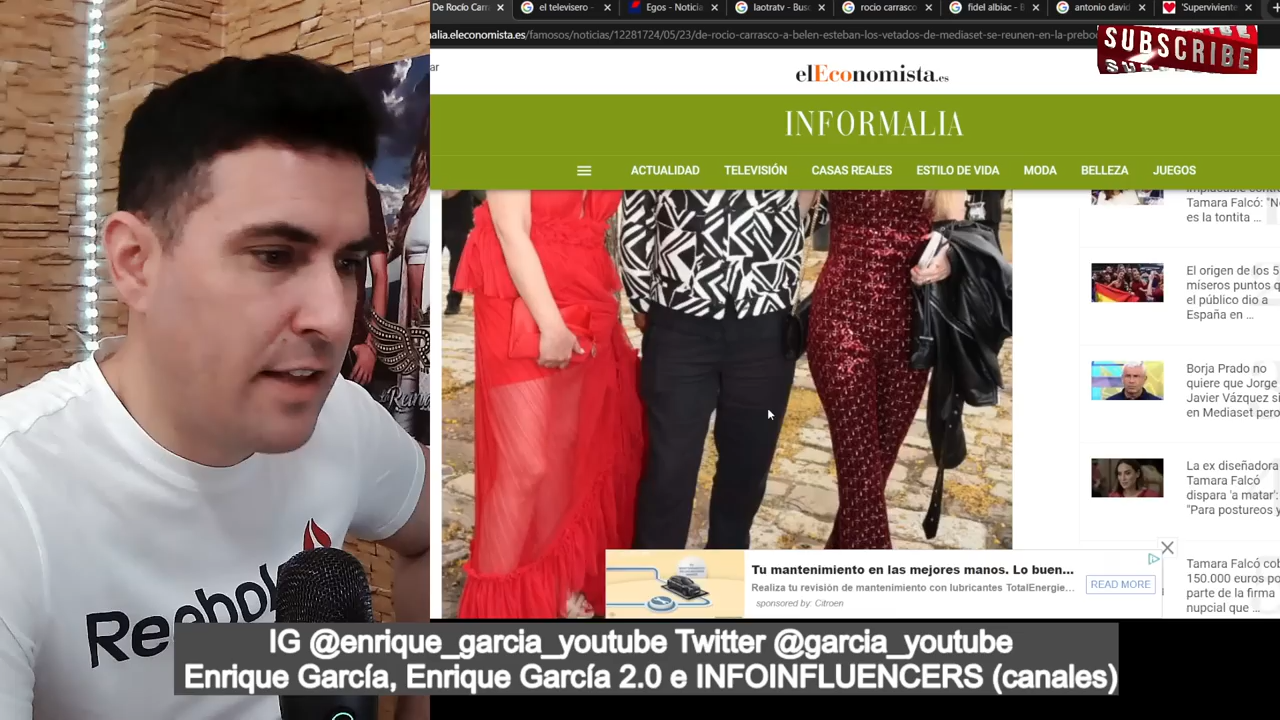 De Rocío Carra
el televisero -
Egos - Noticia
laotratv - Bus
rocio carrasco
fidel albiac - B
antonio david
'Superviviente
alia.eleconomista.es/famosos/noticias/12281724/05/23/de-rocio-carrasco-a-belen-esteban-los-vetados-de-mediaset-se-reunen-en-la-prebo
SUBSCRIBE
ar
elEconomista.es
INFORMALIA
ACTUALIDAD TELEVISIÓN CASAS REALES ESTILO DE VIDA MODA BELLEZA JUEGOS
Tamara Falcó: "No
es la tontita ...
El origen de los 5
míseros puntos q
el público dio a
España en ...
Borja Prado no
quiere que Jorge
Javier Vázquez si
en Mediaset pero
La ex diseñadora
Tamara Falcó
dispara 'a matar':
"Para postureos y
Tamara Falcó cob
150.000 euros po
parte de la firma
nupcial que ...
Tu mantenimiento en las mejores manos. Lo buen...
Realiza tu revisión de mantenimiento con lubricantes TotalEnergie...
sponsored by: Citroen
READ MORE
Reebok
IG @enrique_garcia_youtube Twitter @garcia_youtube
Enrique García, Enrique García 2.0 e INFOINFLUENCERS (canales)